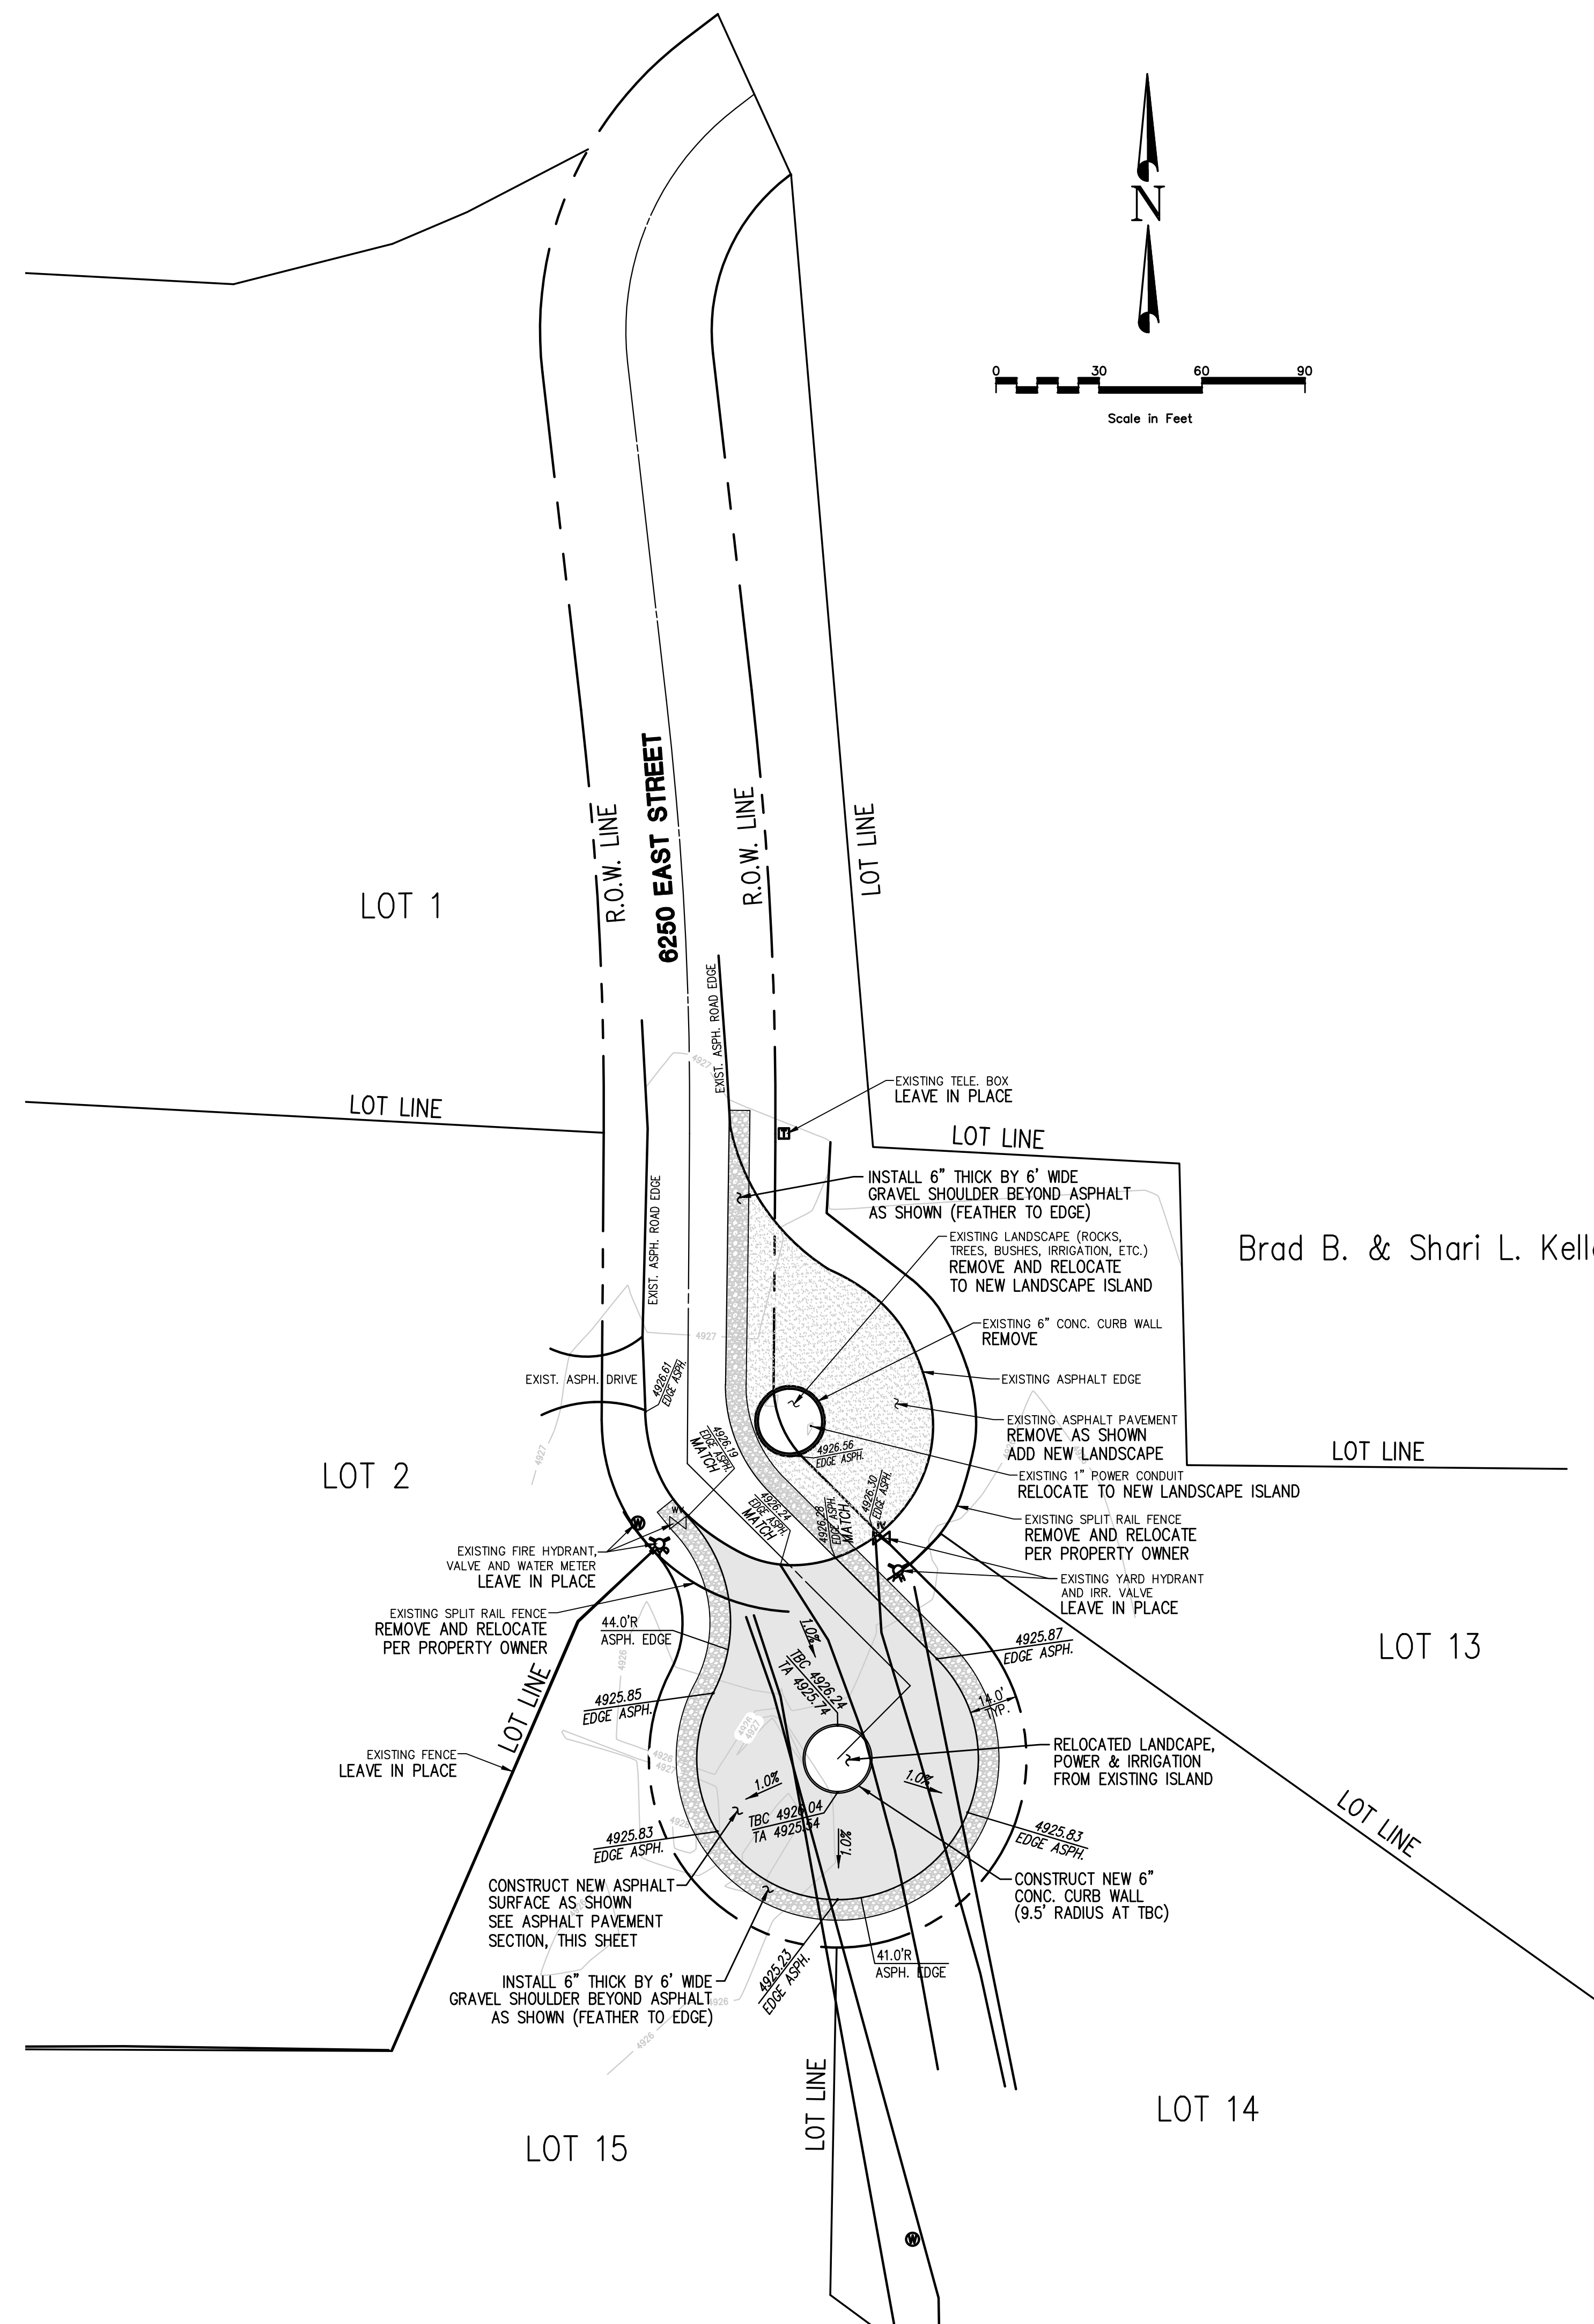 N
0 30 60 90
Scale in Feet
6250 EAST STREET
R.O.W. LINE
R.O.W. LINE
LOT LINE
LOT 1
EXIST. ASPH. ROAD EDGE
4927
LOT LINE
EXISTING TELE. BOX
LEAVE IN PLACE
T
LOT LINE
INSTALL 6" THICK BY 6' WIDE
GRAVEL SHOULDER BEYOND ASPHALT
AS SHOWN (FEATHER TO EDGE)
EXIST. ASPH. ROAD EDGE
EXISTING LANDSCAPE (ROCKS,
TREES, BUSHES, IRRIGATION, ETC.)
REMOVE AND RELOCATE
TO NEW LANDSCAPE ISLAND
Brad B. & Shari L. Kell
EXISTING 6" CONC. CURB WALL
REMOVE
4927
EXIST. ASPH. DRIVE
4926.61
EDGE ASPH.
EXISTING ASPHALT EDGE
EXISTING ASPHALT PAVEMENT
REMOVE AS SHOWN
ADD NEW LANDSCAPE
LOT LINE
4927
4926.19
EDGE ASPH.
MATCH
4926.56
EDGE ASPH.
LOT 2
EXISTING 1" POWER CONDUIT
RELOCATE TO NEW LANDSCAPE ISLAND
4926.24
EDGE ASPH.
MATCH
4926.28
EDGE ASPH.
MATCH
4926.30
EDGE ASPH.
EXISTING SPLIT RAIL FENCE
REMOVE AND RELOCATE
PER PROPERTY OWNER
WV
W
EXISTING FIRE HYDRANT,
VALVE AND WATER METER
LEAVE IN PLACE
EXISTING YARD HYDRANT
AND IRR. VALVE
LEAVE IN PLACE
EXISTING SPLIT RAIL FENCE
REMOVE AND RELOCATE
PER PROPERTY OWNER
44.0'R
ASPH. EDGE
1.0%
4925.87
EDGE ASPH.
LOT 13
4926
TBC 4926.24
TA 4925.74
4925.85
EDGE ASPH.
14.0'
TYP.
LOT LINE
4926
4927
4926
4927
EXISTING FENCE
LEAVE IN PLACE
RELOCATED LANDCAPE,
POWER & IRRIGATION
FROM EXISTING ISLAND
1.0%
1.0%
TBC 4926.04
TA 4925.54
4926
1.0%
4925.83
EDGE ASPH.
4925.83
EDGE ASPH.
LOT LINE
CONSTRUCT NEW ASPHALT
SURFACE AS SHOWN
SEE ASPHALT PAVEMENT
SECTION, THIS SHEET
CONSTRUCT NEW 6"
CONC. CURB WALL
(9.5' RADIUS AT TBC)
4925.23
EDGE ASPH.
41.0'R
ASPH. EDGE
INSTALL 6" THICK BY 6' WIDE
GRAVEL SHOULDER BEYOND ASPHALT
AS SHOWN (FEATHER TO EDGE)
4926
4926
LOT LINE
LOT 14
LOT 15
W